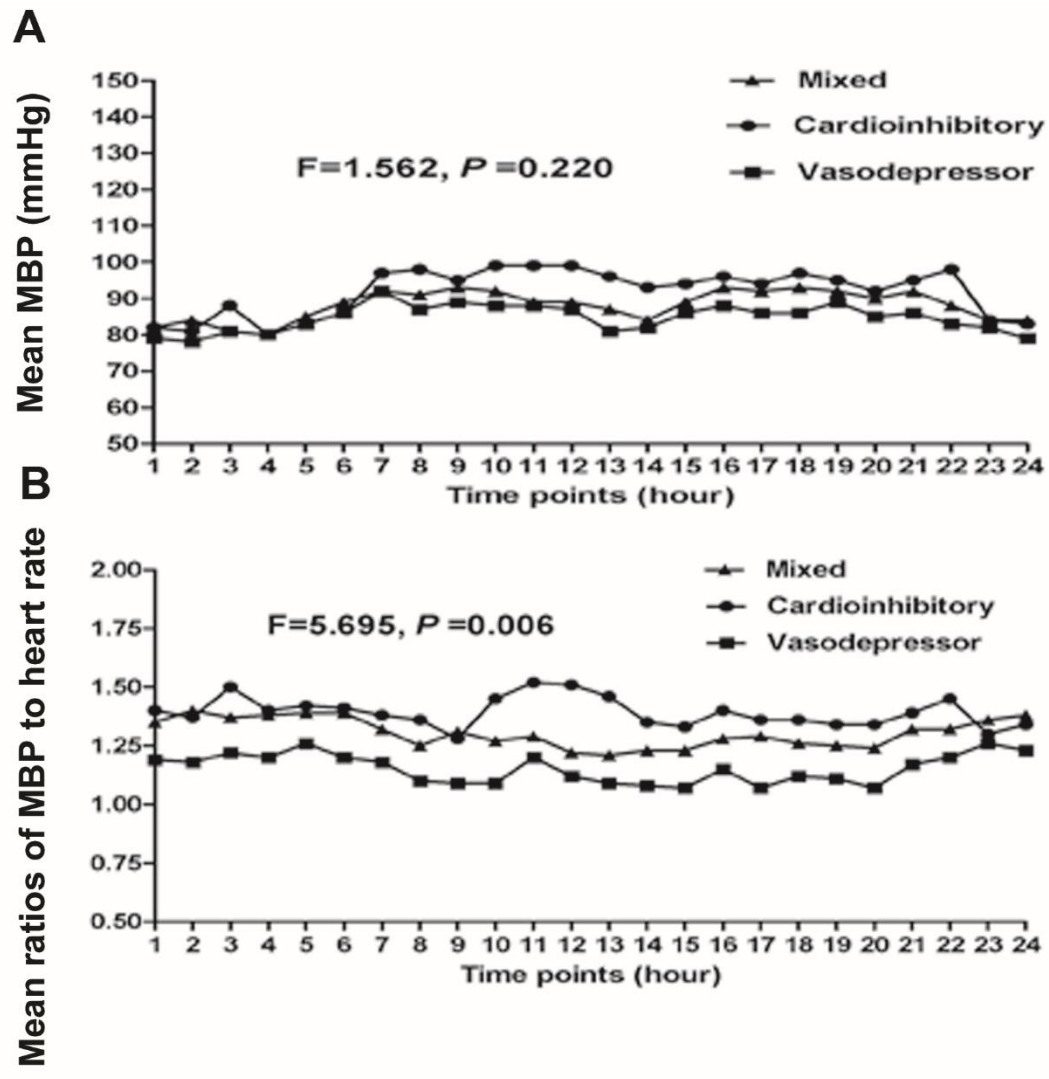 A
Mean MBP (mmHg)
150
140
130
120
110
100
90
80
70
60
50
Mixed
Cardioinhibitory
Vasodepressor
F=1.562, P =0.220
1 2 3 4 5 6 7 8 9 10 11 12 13 14 15 16 17 18 19 20 21 22 23 24
Time points (hour)
B
Mean ratios of MBP to heart rate
2.00
1.75
1.50
1.25
1.00
0.75
0.50
Mixed
Cardioinhibitory
Vasodepressor
F=5.695, P =0.006
1 2 3 4 5 6 7 8 9 10 11 12 13 14 15 16 17 18 19 20 21 22 23 24
Time points (hour)